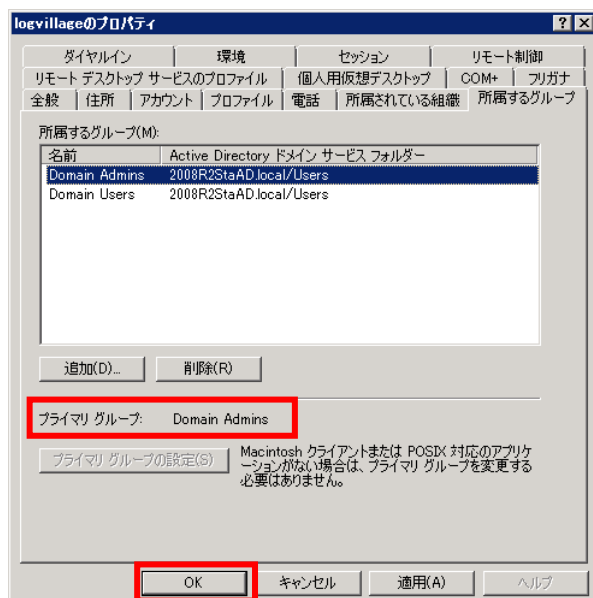 logvillageのプロパティ
ダイヤルイン 環境 セッション リモート制御
リモート デスクトップ サービスのプロファイル 個人用仮想デスクトップ COM+ フリガナ
全般 住所 アカウント プロファイル 電話 所属されている組織 所属するグループ
所属するグループ(M):
名前 Active Directory ドメイン サービス フォルダー
Domain Admins 2008R2StaAD.local/Users
Domain Users 2008R2StaAD.local/Users
追加(D)... 削除(R)
プライマリ グループ: Domain Admins
プライマリ グループの設定(S)
Macintosh クライアントまたは POSIX 対応のアプリケ
ーションがない場合は、プライマリ グループを変更する
必要はありません。
OK キャンセル 適用(A) ヘルプ